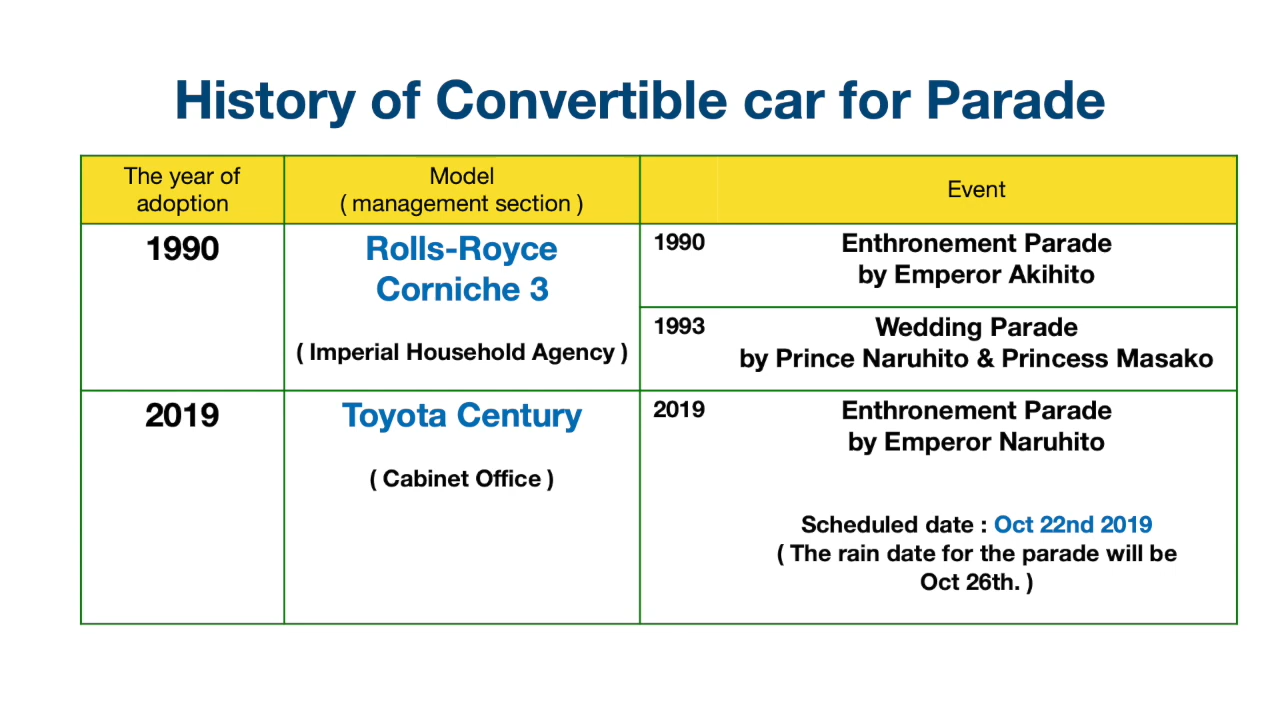 History of Convertible car for Parade
The year of
adoption
Model
( management section )
Event
1990
Rolls-Royce
Corniche 3
( Imperial Household Agency )
1990
Enthronement Parade
by Emperor Akihito
1993
Wedding Parade
by Prince Naruhito & Princess Masako
2019
Toyota Century
( Cabinet Office )
2019
Enthronement Parade
by Emperor Naruhito
Scheduled date : Oct 22nd 2019
( The rain date for the parade will be
Oct 26th. )